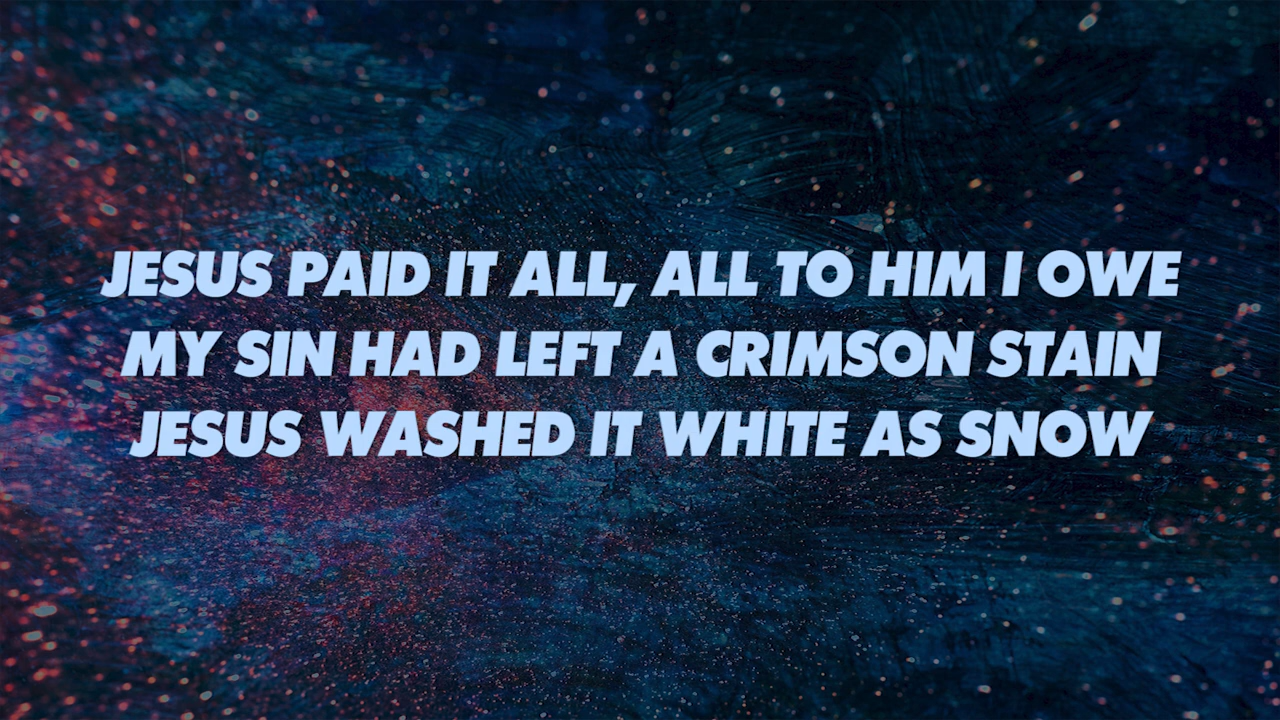 JESUS PAID IT ALL, ALL TO HIM I OWE
MY SIN HAD LEFT A CRIMSON STAIN
JESUS WASHED IT WHITE AS SNOW